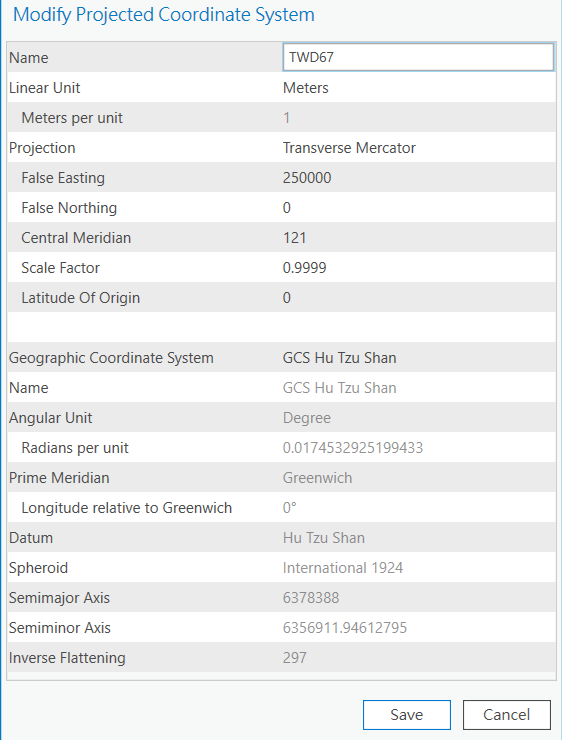 Modify Projected Coordinate System
Name TWD67
Linear Unit Meters
Meters per unit 1
Projection Transverse Mercator
False Easting 250000
False Northing 0
Central Meridian 121
Scale Factor 0.9999
Latitude Of Origin 0
Geographic Coordinate System GCS Hu Tzu Shan
Name GCS Hu Tzu Shan
Angular Unit Degree
Radians per unit 0.0174532925199433
Prime Meridian Greenwich
Longitude relative to Greenwich 0°
Datum Hu Tzu Shan
Spheroid International 1924
Semimajor Axis 6378388
Semiminor Axis 6356911.94612795
Inverse Flattening 297
Save Cancel